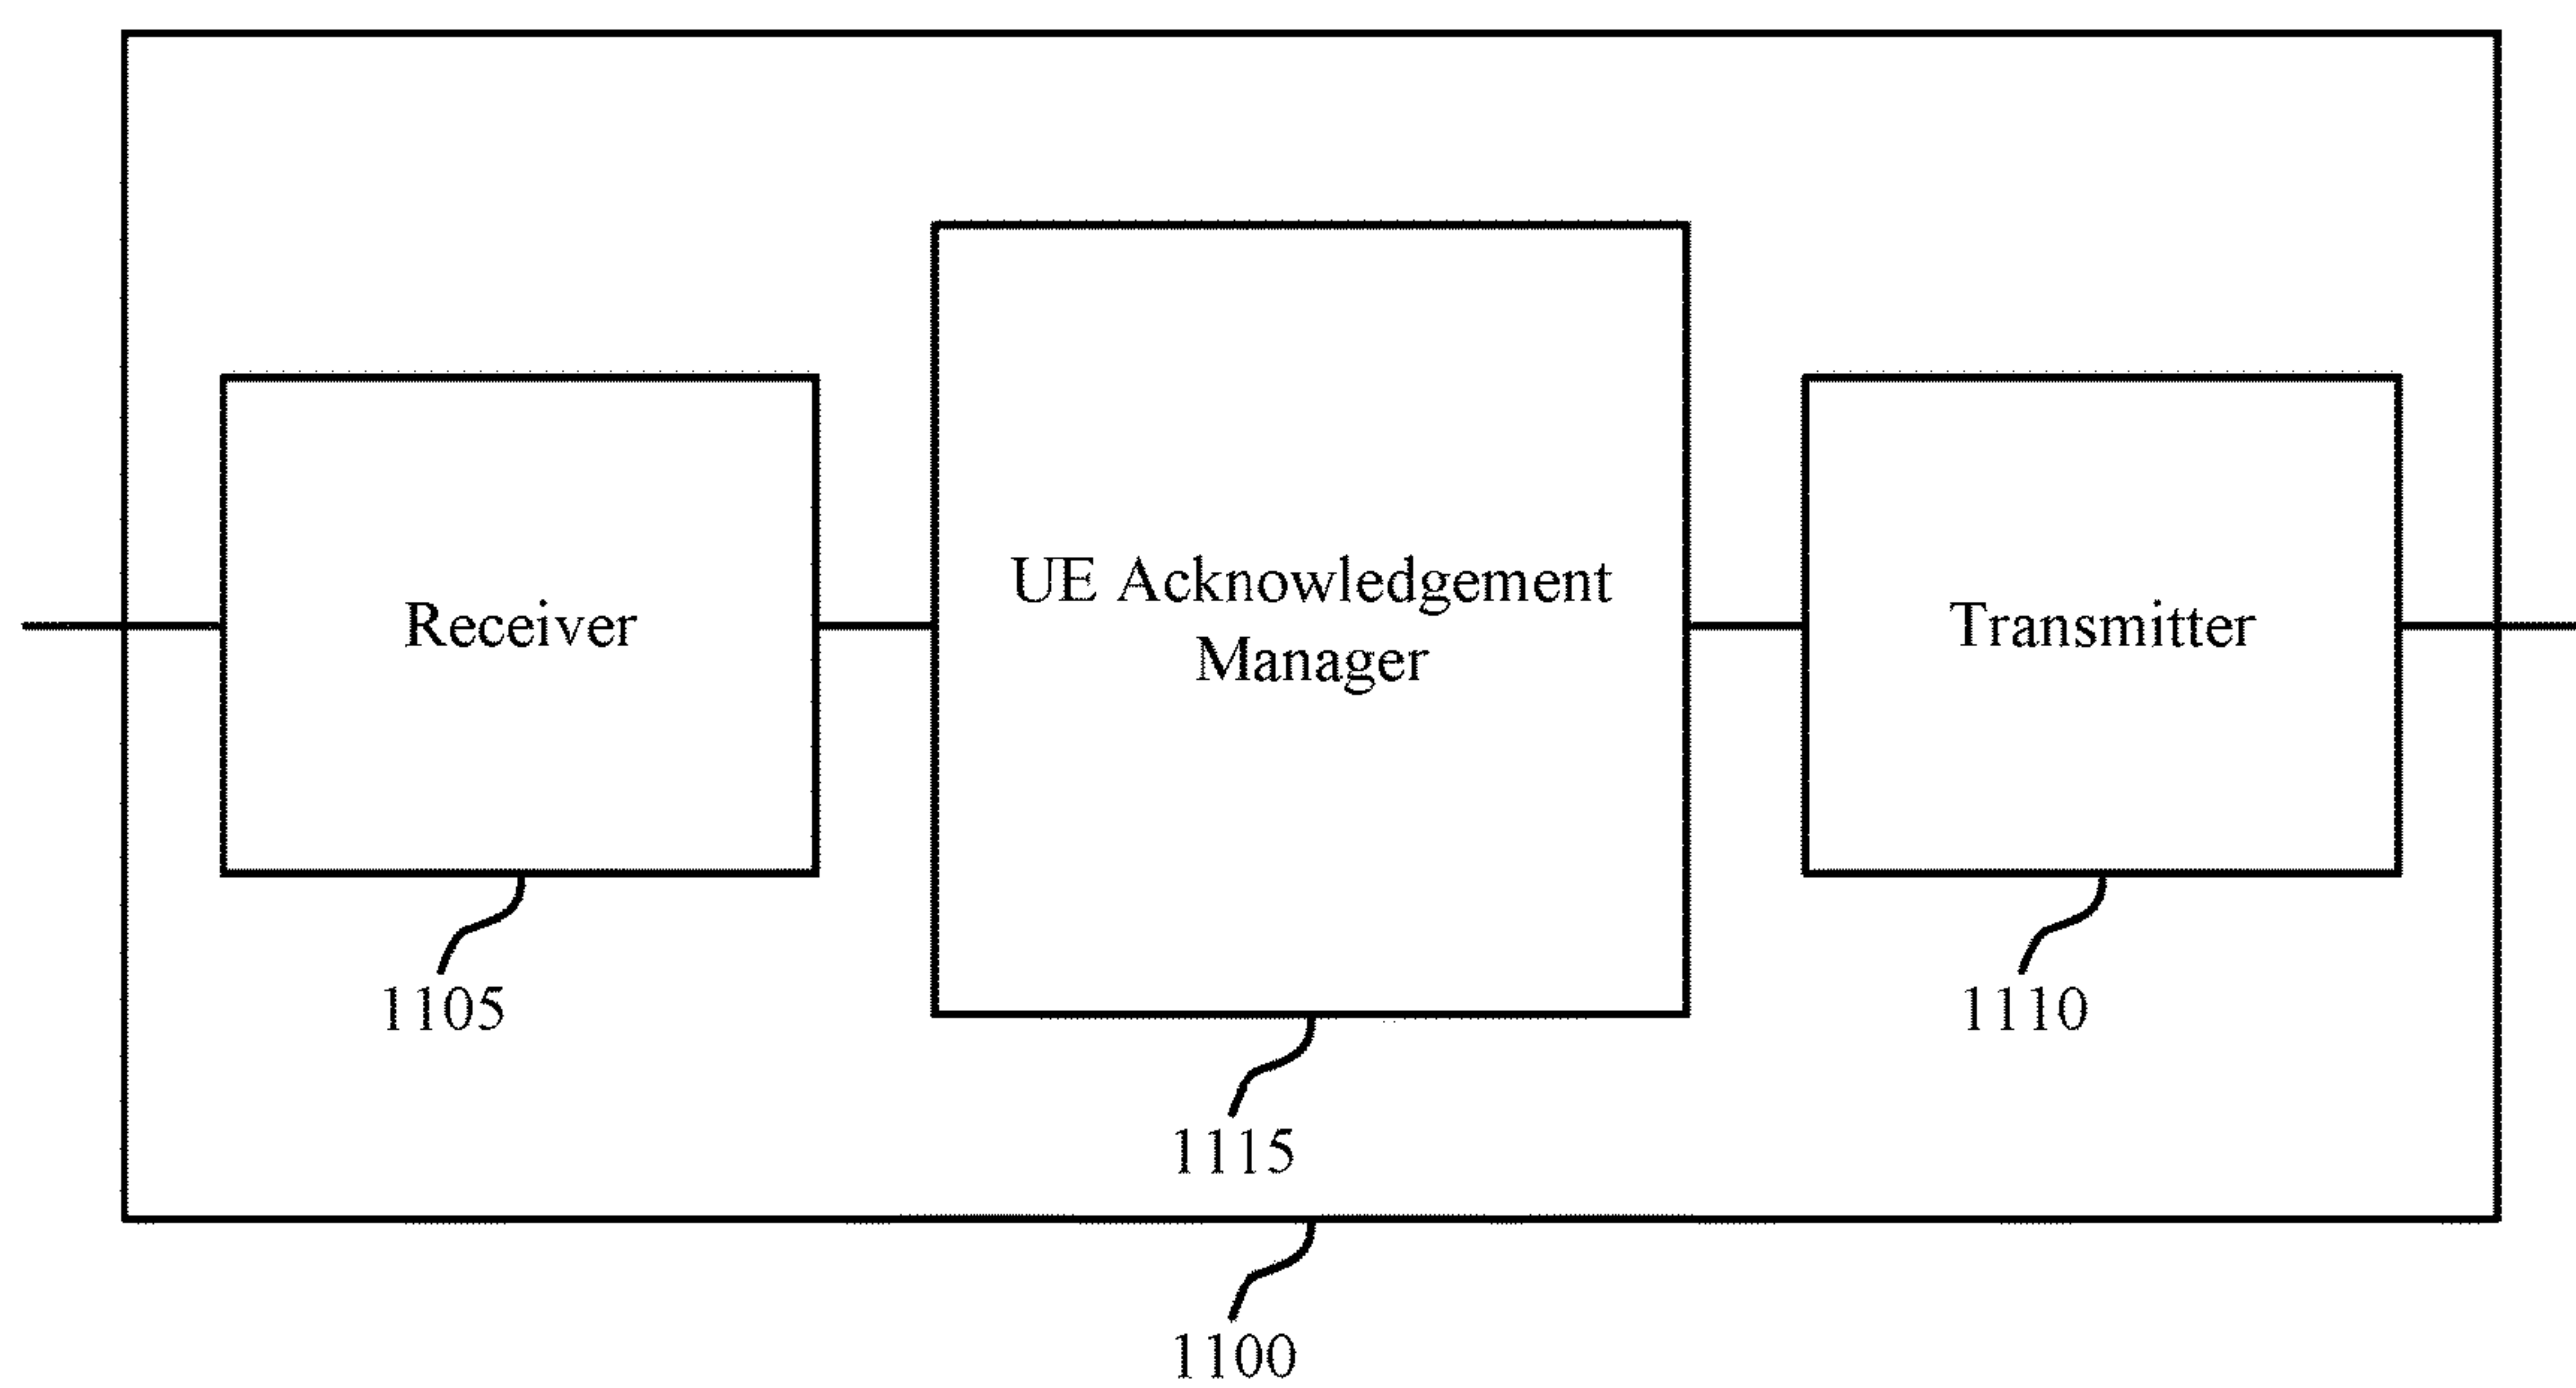 Receiver
UE Acknowledgement
Manager
Transmitter
1105
1110
1115
1100